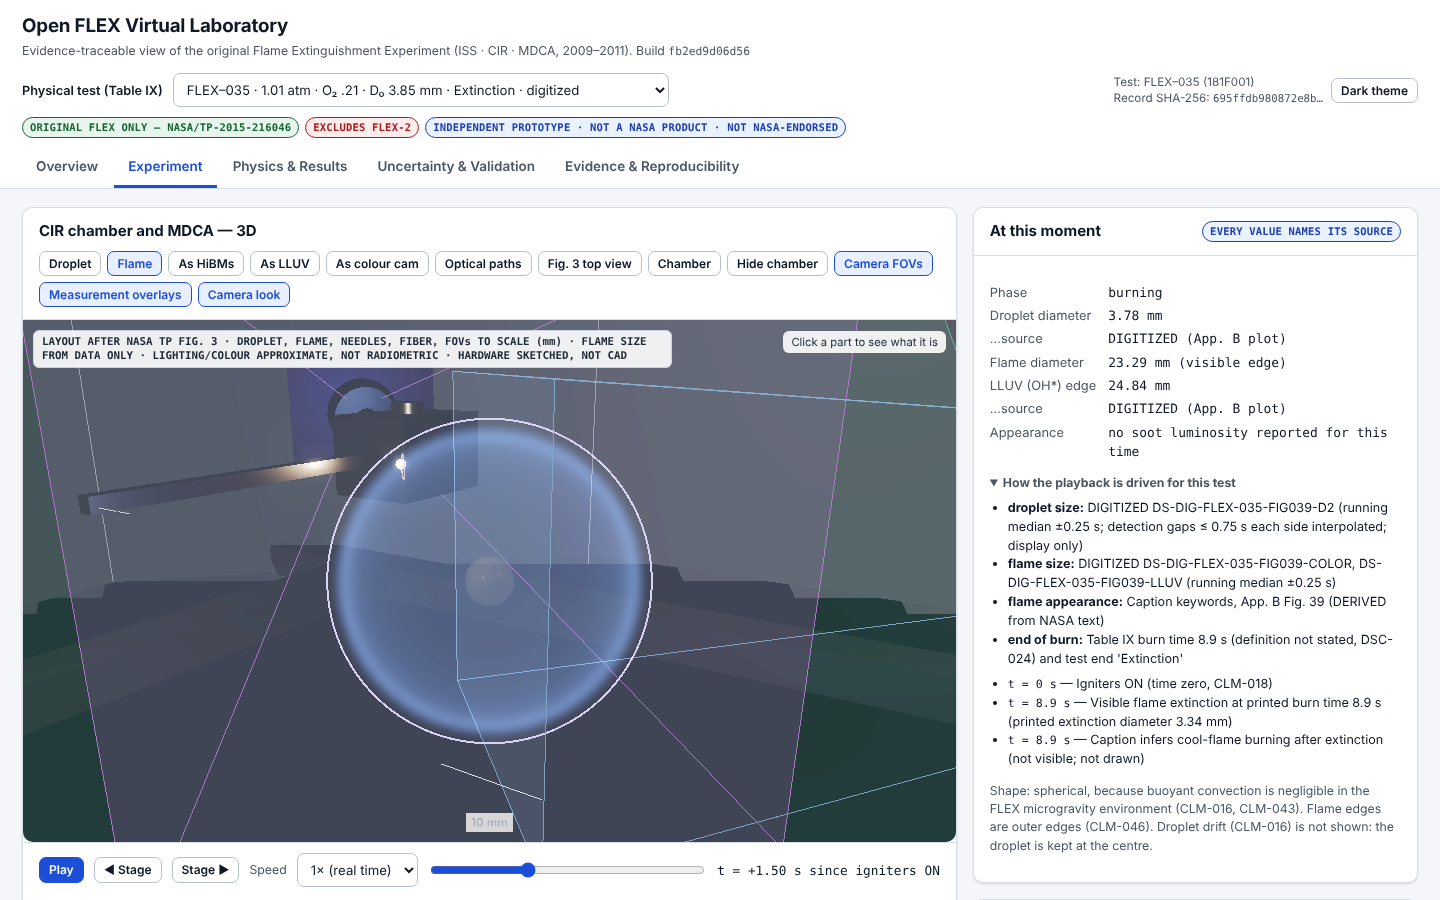 Open FLEX Virtual Laboratory
Evidence-traceable view of the original Flame Extinguishment Experiment (ISS · CIR · MDCA, 2009–2011). Build fb2ed9d06d56
Physical test (Table IX)
FLEX–035 · 1.01 atm · O₂ .21 · D₀ 3.85 mm · Extinction · digitized
Test: FLEX–035 (181F001)
Record SHA-256: 695ffdb980872e8b…
Dark theme
ORIGINAL FLEX ONLY — NASA/TP-2015-216046
EXCLUDES FLEX-2
INDEPENDENT PROTOTYPE · NOT A NASA PRODUCT · NOT NASA-ENDORSED
Overview
Experiment
Physics & Results
Uncertainty & Validation
Evidence & Reproducibility
CIR chamber and MDCA — 3D
Droplet
Flame
As HiBMs
As LLUV
As colour cam
Optical paths
Fig. 3 top view
Chamber
Hide chamber
Camera FOVs
Measurement overlays
Camera look
LAYOUT AFTER NASA TP FIG. 3 · DROPLET, FLAME, NEEDLES, FIBER, FOVs TO SCALE (mm) · FLAME SIZE
FROM DATA ONLY · LIGHTING/COLOUR APPROXIMATE, NOT RADIOMETRIC · HARDWARE SKETCHED, NOT CAD
Click a part to see what it is
10 mm
Play
◀ Stage
Stage ▶
Speed
1× (real time)
t = +1.50 s since igniters ON
At this moment
EVERY VALUE NAMES ITS SOURCE
Phase burning
Droplet diameter 3.78 mm
…source DIGITIZED (App. B plot)
Flame diameter 23.29 mm (visible edge)
LLUV (OH*) edge 24.84 mm
…source DIGITIZED (App. B plot)
Appearance no soot luminosity reported for this
time
▼ How the playback is driven for this test
• droplet size: DIGITIZED DS-DIG-FLEX-035-FIG039-D2 (running
median ±0.25 s; detection gaps ≤ 0.75 s each side interpolated;
display only)
• flame size: DIGITIZED DS-DIG-FLEX-035-FIG039-COLOR, DS-
DIG-FLEX-035-FIG039-LLUV (running median ±0.25 s)
• flame appearance: Caption keywords, App. B Fig. 39 (DERIVED
from NASA text)
• end of burn: Table IX burn time 8.9 s (definition not stated, DSC-
024) and test end 'Extinction'
• t = 0 s — Igniters ON (time zero, CLM-018)
• t = 8.9 s — Visible flame extinction at printed burn time 8.9 s
(printed extinction diameter 3.34 mm)
• t = 8.9 s — Caption infers cool-flame burning after extinction
(not visible; not drawn)
Shape: spherical, because buoyant convection is negligible in the
FLEX microgravity environment (CLM-016, CLM-043). Flame edges
are outer edges (CLM-046). Droplet drift (CLM-016) is not shown: the
droplet is kept at the centre.